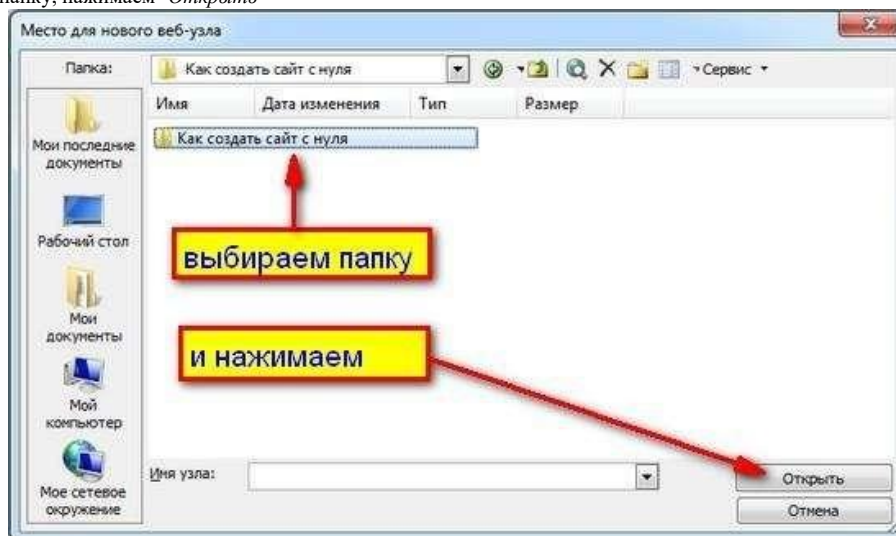 папку, нажимаем "Открыть"
Место для нового веб-узла
Папка:
Как создать сайт с нуля
Сервис
Имя Дата изменения Тип Размер
Как создать сайт с нуля
Мои последние
документы
Рабочий стол
выбираем папку
Мои
документы
и нажимаем
Мой
компьютер
Имя узла:
Открыть
Мое сетевое
окружение
Отмена